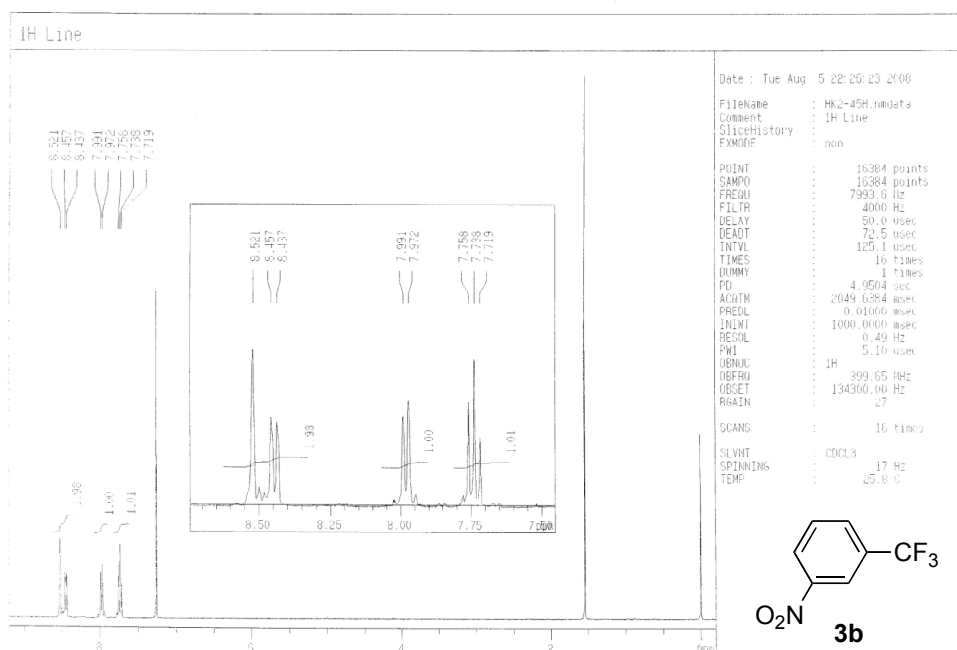 1H Line
Date : Tue Aug 5 22:26:23 2008
FileName : HK2-45H.nmdata
Comment : 1H Line
SliceHistory :
EXMODE : non
POINT : 16384 points
SAMPO : 16384 points
FREQU : 7993.6 Hz
FILTR : 4000 Hz
DELAY : 50.0 usec
DEADT : 72.5 usec
INTVL : 125.1 usec
TIMES : 16 times
DUMMY : 1 times
PD : 4.9504 sec
ACQTM : 2049.6384 msec
PREDL : 0.01000 msec
INIWT : 1000.0000 msec
RESOL : 0.49 Hz
PW1 : 5.10 usec
OBNUC : 1H
OBFRQ : 399.65 MHz
OBSET : 134300.00 Hz
RGAIN : 27
SCANS : 16 times
SLVNT : CDCL3
SPINNING : 17 Hz
TEMP : 25.8 C
8.521
8.457
8.437
7.991
7.972
7.758
7.738
7.719
8.521
8.457
8.437
7.991
7.972
7.758
7.738
7.719
1.98
1.00
1.01
8.50 8.25 8.00 7.75 7.50 ppm
1.98
1.00
1.01
8 6 4 2 ppm
CF3
O2N
3b